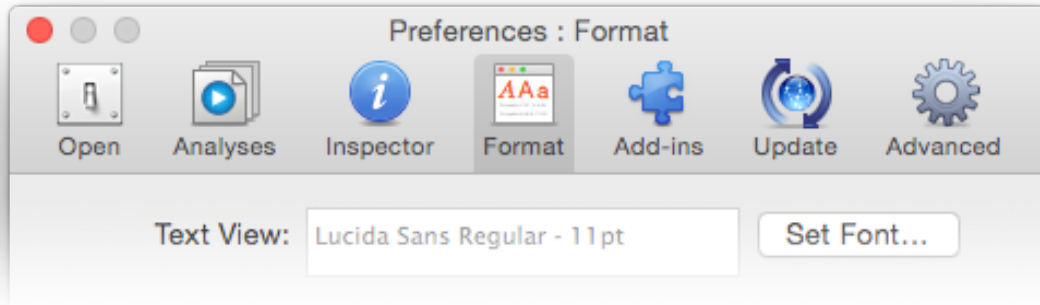 Preferences : Format
Open Analyses Inspector Format Add-ins Update Advanced
Text View: Lucida Sans Regular - 11pt Set Font...